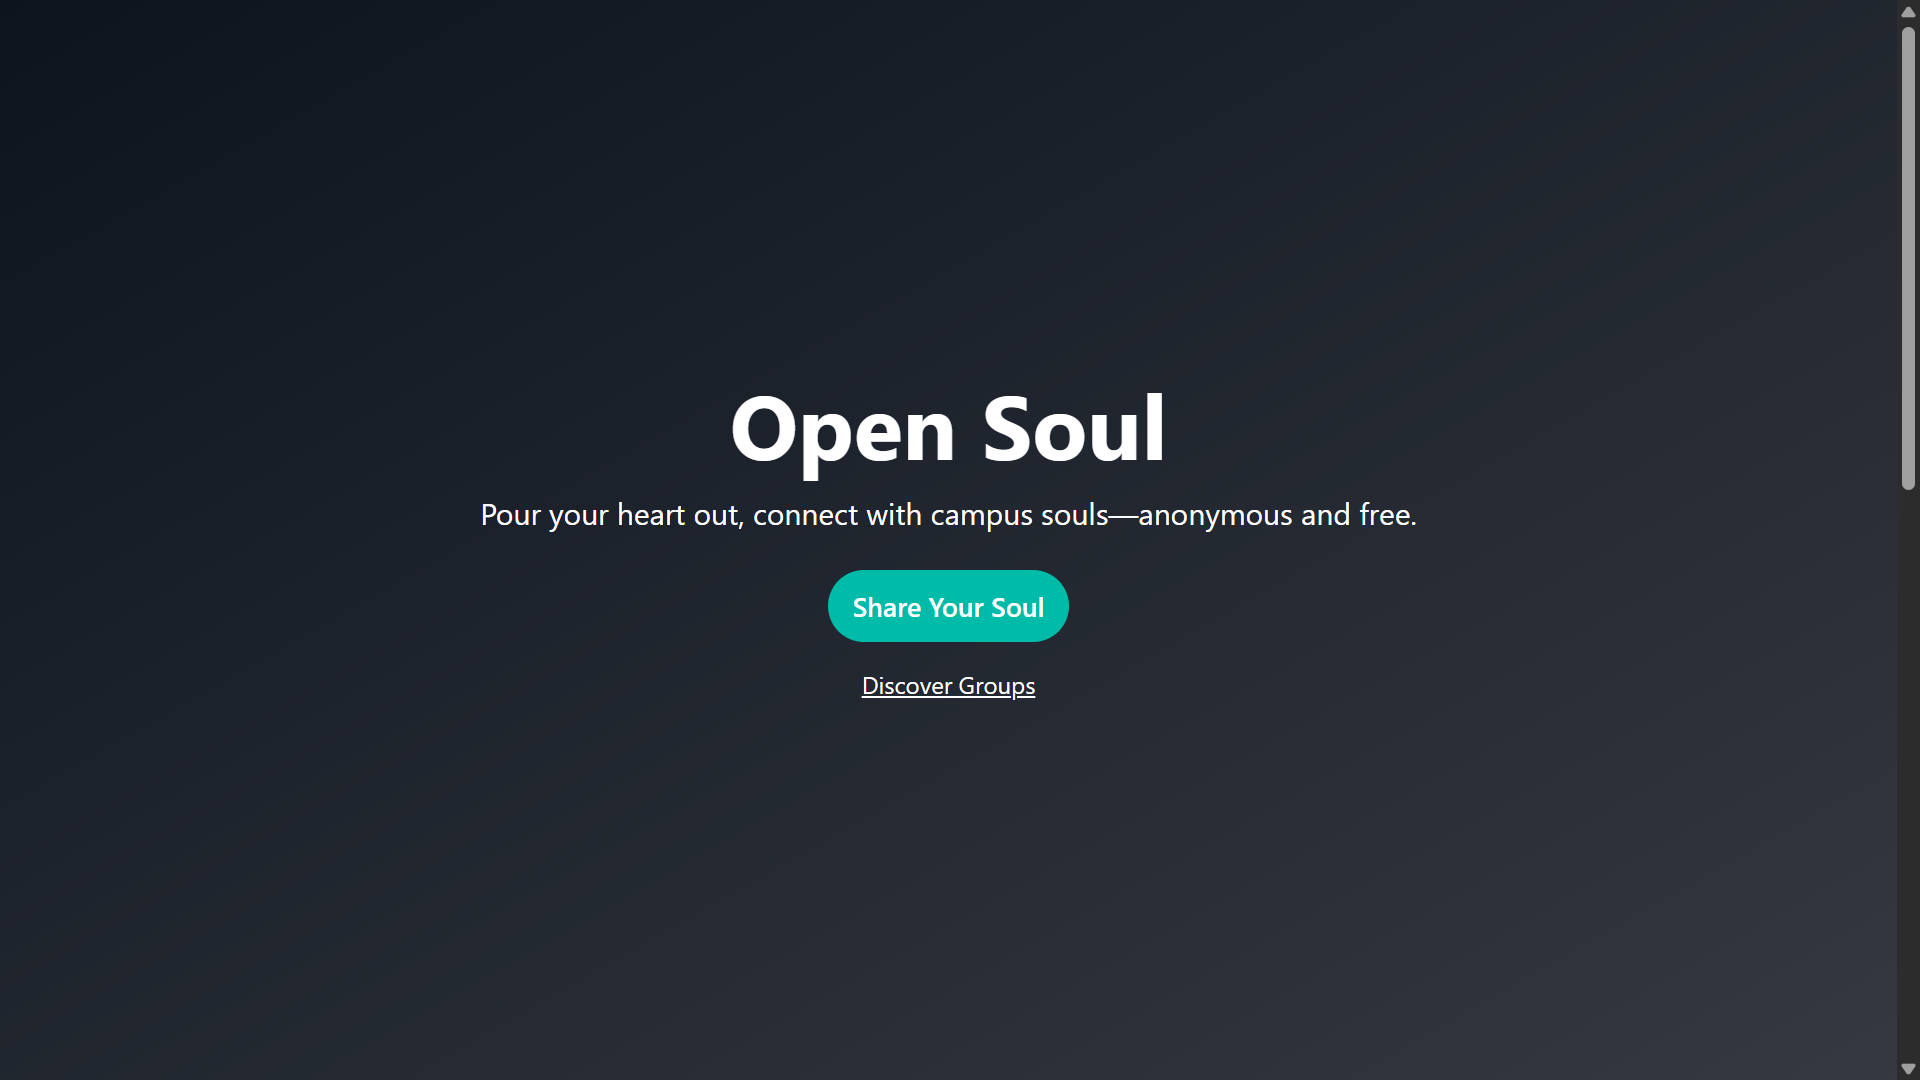 Open Soul
Pour your heart out, connect with campus souls—anonymous and free.
Share Your Soul
Discover Groups